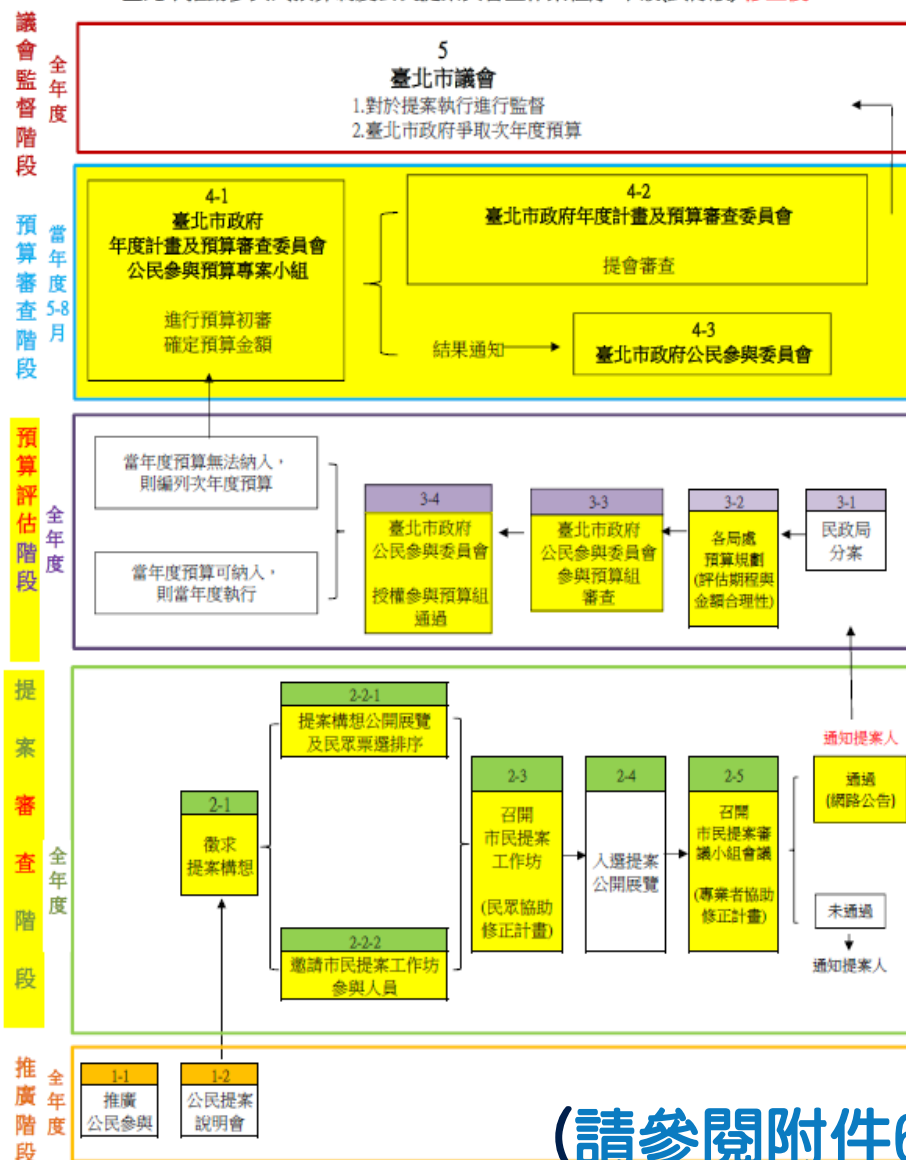 議會監督階段
全年度
5
臺北市議會
1.對於提案執行進行監督
2.臺北市政府爭取次年度預算
預算審查階段
當年度5-8月
4-1
臺北市政府
年度計畫及預算審查委員會
公民參與預算專案小組
進行預算初審
確定預算金額
4-2
臺北市政府年度計畫及預算審查委員會
提會審查
結果通知
4-3
臺北市政府公民參與委員會
預算評估階段
全年度
當年度預算無法納入，
則編列次年度預算
當年度預算可納入，
則當年度執行
3-4
臺北市政府
公民參與委員會
授權參與預算組
通過
3-3
臺北市政府
公民參與委員會
參與預算組
審查
3-2
各局處
預算規劃
(評估期程與
金額合理性)
3-1
民政局
分案
提案審查階段
全年度
2-1
徵求
提案構想
2-2-1
提案構想公開展覽
及民眾票選排序
2-2-2
邀請市民提案工作坊
參與人員
2-3
召開
市民提案
工作坊
(民眾協助
修正計畫)
2-4
入選提案
公開展覽
2-5
召開
市民提案審
議小組會議
(專業者協助
修正計畫)
通知提案人
通過
(網路公告)
未通過
通知提案人
推廣階段
全年度
1-1
推廣
公民參與
1-2
公民提案
說明會
(請參閱附件6